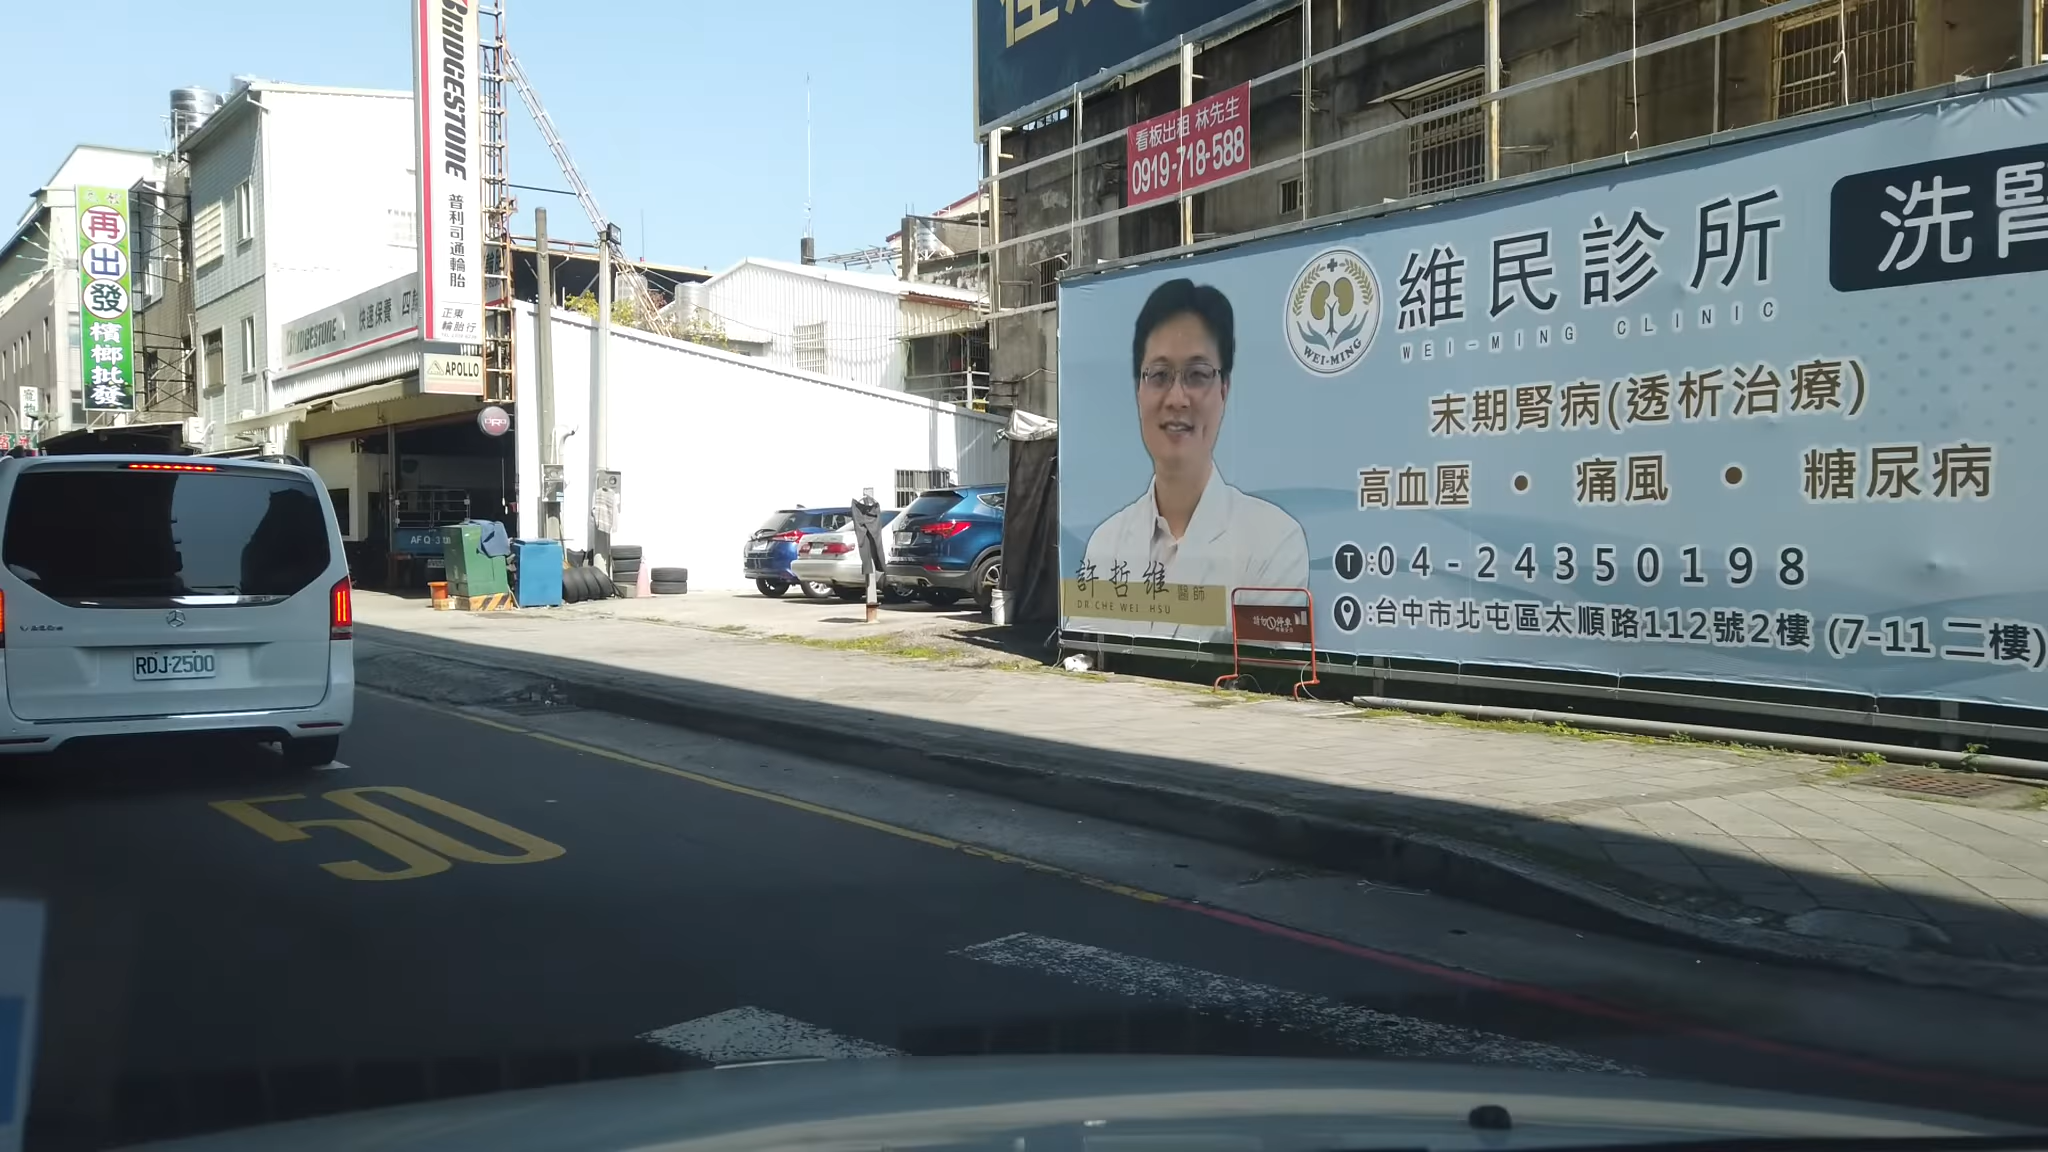 BRIDGESTONE
普利司通輪胎
正東
輪胎行
APOLLO
再出發
檳榔批發
BRIDGESTONE
快速保養 四
看板出租 林先生
0919-718-588
維民診所
WEI-MING CLINIC
WEI-MING
洗腎
末期腎病(透析治療)
高血壓 • 痛風 • 糖尿病
T:04-24350198
:台中市北屯區太順路112號2樓 (7-11 二樓)
許哲維 醫師
DR.CHE WEI HSU
RDJ-2500
50